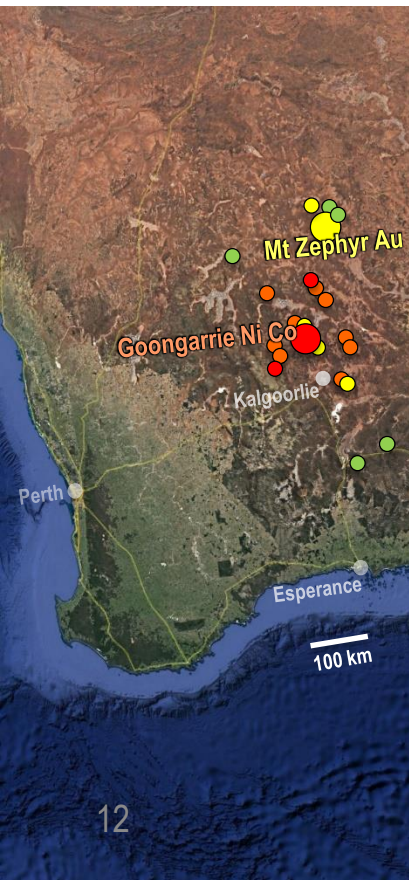 Mt Zephyr Au
Goongarrie Ni Co
Kalgoorlie
Perth
Esperance
100 km
12